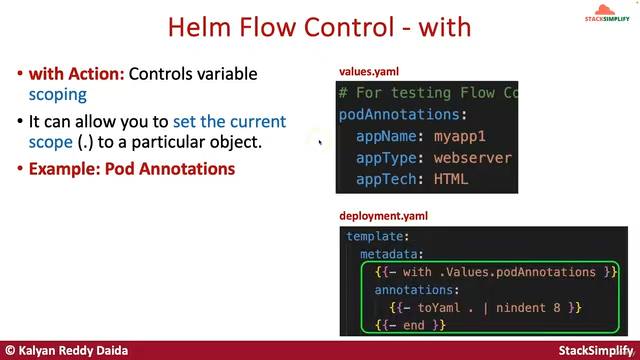 Helm Flow Control - with
STACKSIMPLIFY
• with Action: Controls variable
scoping
• It can allow you to set the current
scope (.) to a particular object.
• Example: Pod Annotations
values.yaml
# For testing Flow Co
podAnnotations:
appName: myapp1
appType: webserver
appTech: HTML
deployment.yaml
template:
metadata:
{{- with .Values.podAnnotations }}
annotations:
{{- toYaml . | nindent 8 }}
{{- end }}
© Kalyan Reddy Daida
StackSimplify